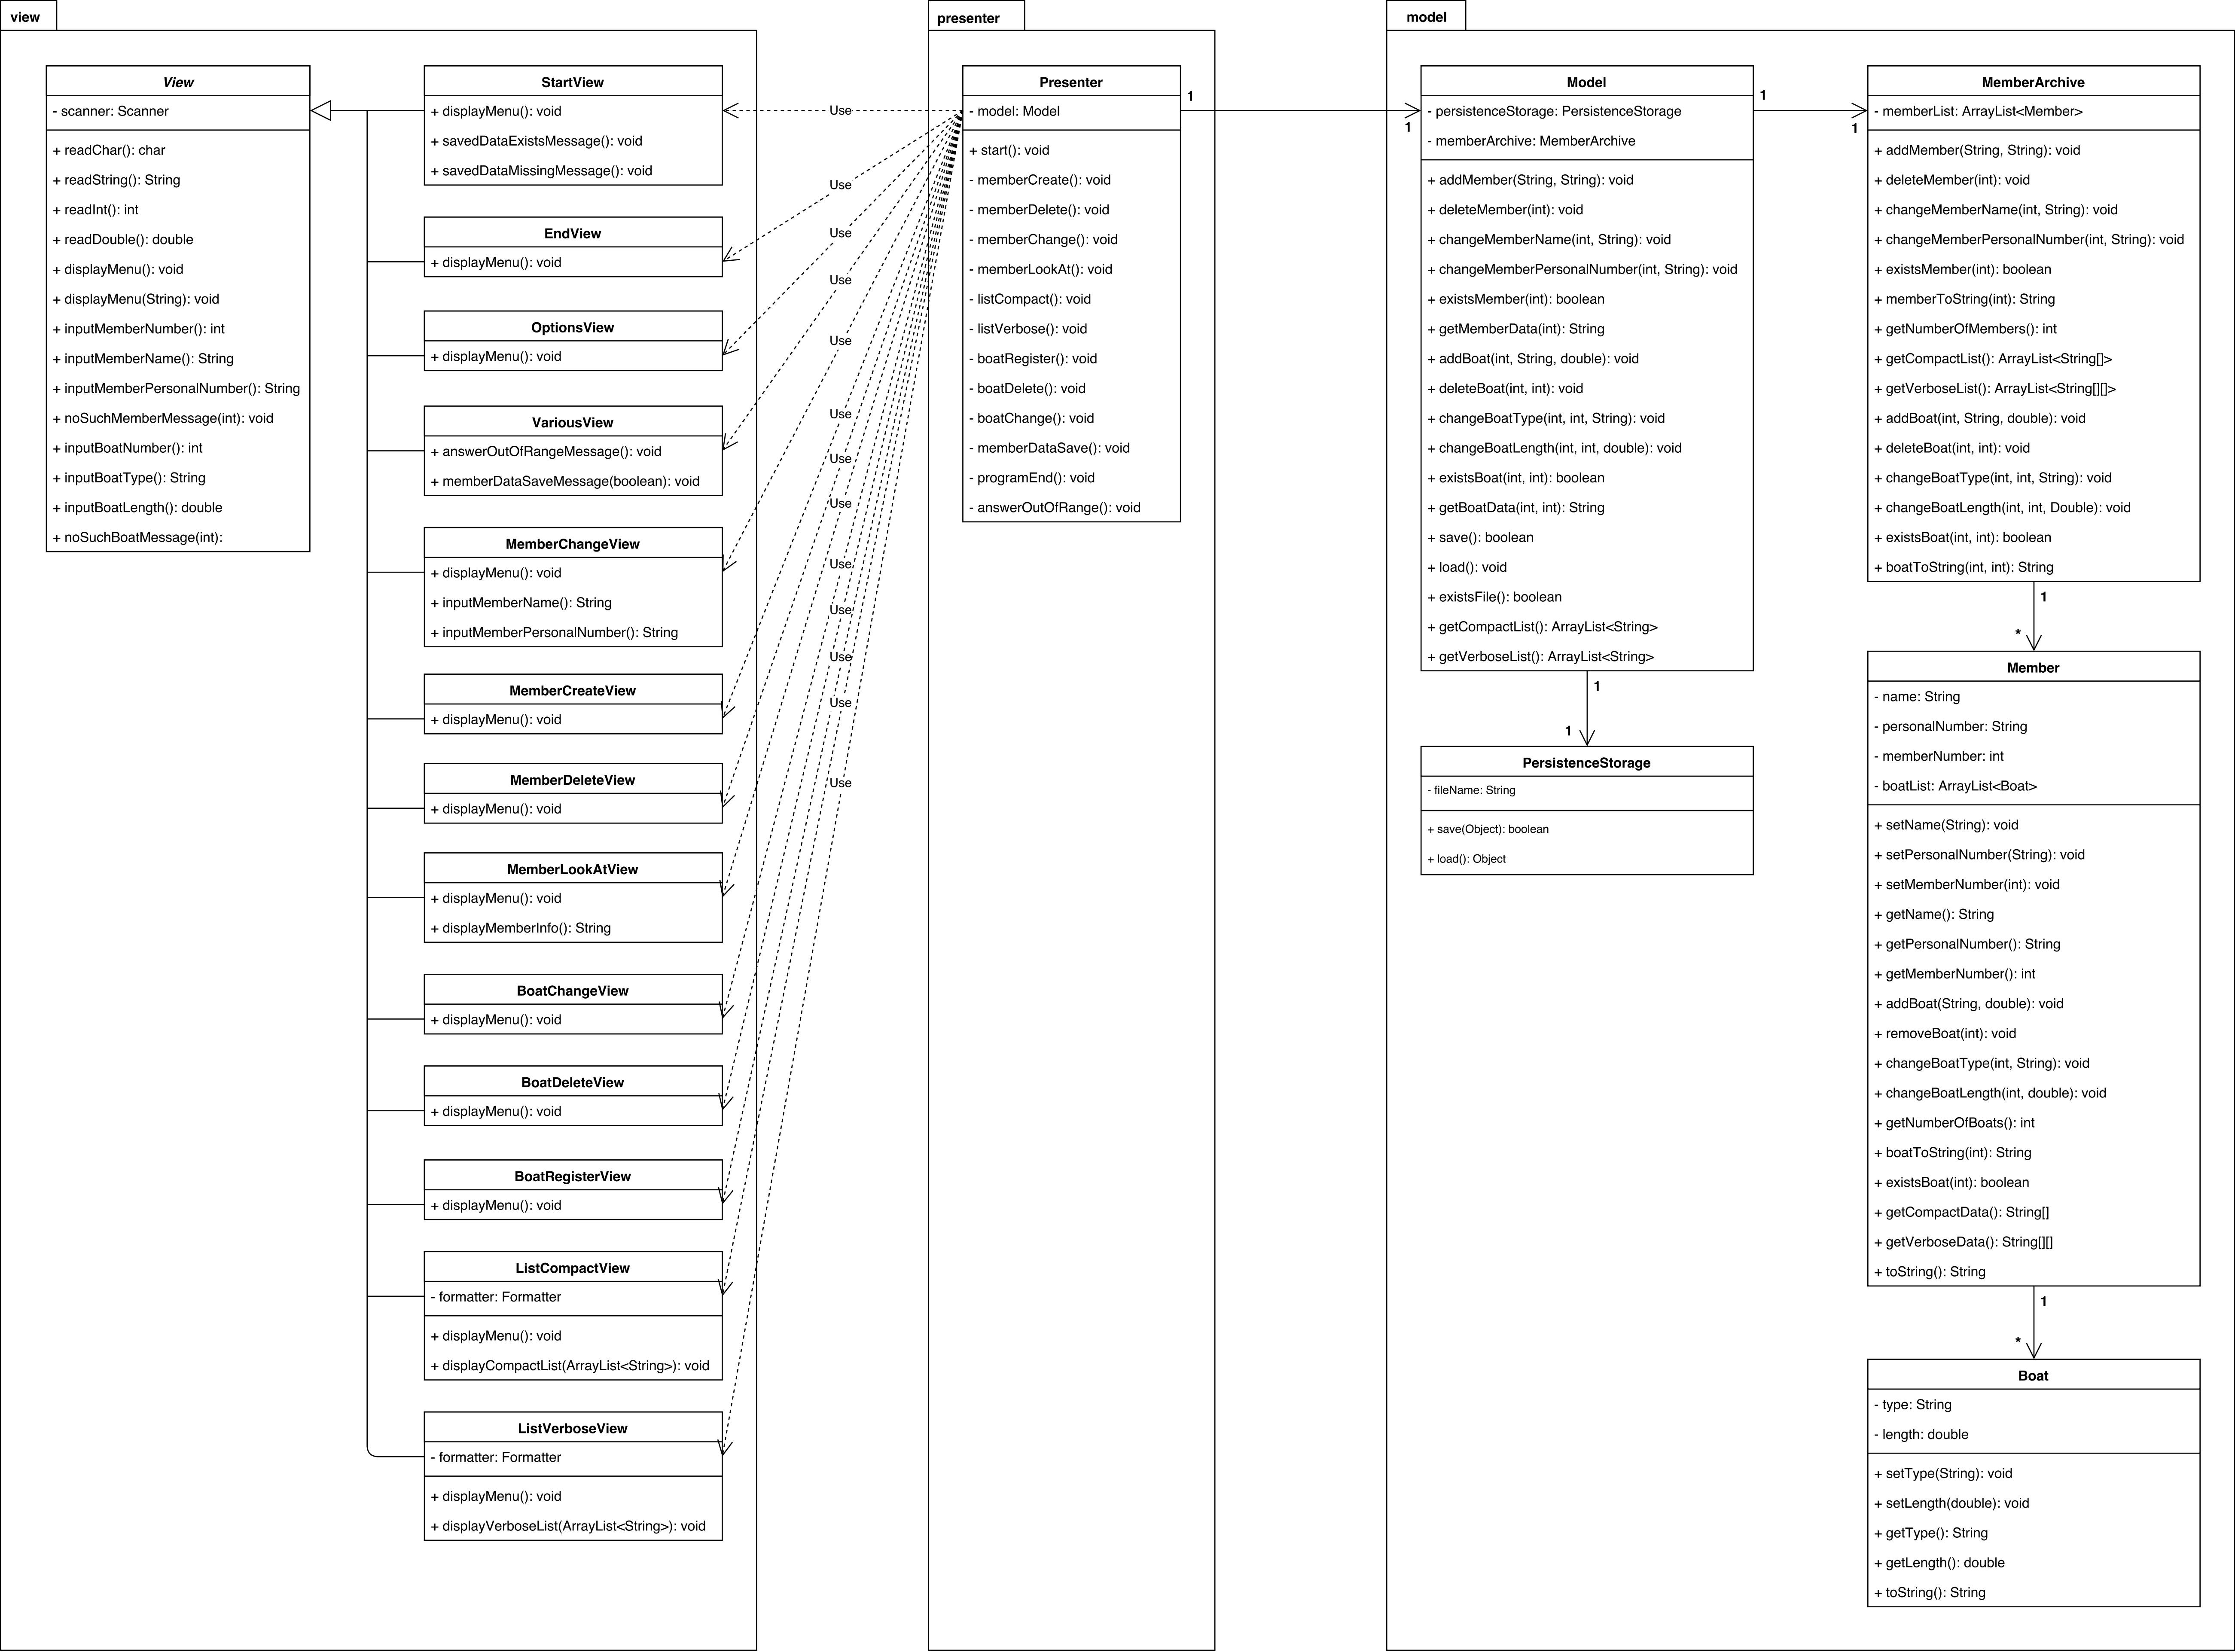 view
View
- scanner: Scanner
+ readChar(): char
+ readString(): String
+ readInt(): int
+ readDouble(): double
+ displayMenu(): void
+ displayMenu(String): void
+ inputMemberNumber(): int
+ inputMemberName(): String
+ inputMemberPersonalNumber(): String
+ noSuchMemberMessage(int): void
+ inputBoatNumber(): int
+ inputBoatType(): String
+ inputBoatLength(): double
+ noSuchBoatMessage(int):
StartView
+ displayMenu(): void
+ savedDataExistsMessage(): void
+ savedDataMissingMessage(): void
EndView
+ displayMenu(): void
OptionsView
+ displayMenu(): void
VariousView
+ answerOutOfRangeMessage(): void
+ memberDataSaveMessage(boolean): void
MemberChangeView
+ displayMenu(): void
+ inputMemberName(): String
+ inputMemberPersonalNumber(): String
MemberCreateView
+ displayMenu(): void
MemberDeleteView
+ displayMenu(): void
MemberLookAtView
+ displayMenu(): void
+ displayMemberInfo(): String
BoatChangeView
+ displayMenu(): void
BoatDeleteView
+ displayMenu(): void
BoatRegisterView
+ displayMenu(): void
ListCompactView
- formatter: Formatter
+ displayMenu(): void
+ displayCompactList(ArrayList<String>): void
ListVerboseView
- formatter: Formatter
+ displayMenu(): void
+ displayVerboseList(ArrayList<String>): void
Use
Use
Use
Use
Use
Use
Use
Use
Use
Use
Use
Use
Use
presenter
Presenter
- model: Model
+ start(): void
- memberCreate(): void
- memberDelete(): void
- memberChange(): void
- memberLookAt(): void
- listCompact(): void
- listVerbose(): void
- boatRegister(): void
- boatDelete(): void
- boatChange(): void
- memberDataSave(): void
- programEnd(): void
- answerOutOfRange(): void
1
1
model
Model
- persistenceStorage: PersistenceStorage
- memberArchive: MemberArchive
+ addMember(String, String): void
+ deleteMember(int): void
+ changeMemberName(int, String): void
+ changeMemberPersonalNumber(int, String): void
+ existsMember(int): boolean
+ getMemberData(int): String
+ addBoat(int, String, double): void
+ deleteBoat(int, int): void
+ changeBoatType(int, int, String): void
+ changeBoatLength(int, int, double): void
+ existsBoat(int, int): boolean
+ getBoatData(int, int): String
+ save(): boolean
+ load(): void
+ existsFile(): boolean
+ getCompactList(): ArrayList<String>
+ getVerboseList(): ArrayList<String>
1
1
PersistenceStorage
- fileName: String
+ save(Object): boolean
+ load(): Object
1
1
MemberArchive
- memberList: ArrayList<Member>
+ addMember(String, String): void
+ deleteMember(int): void
+ changeMemberName(int, String): void
+ changeMemberPersonalNumber(int, String): void
+ existsMember(int): boolean
+ memberToString(int): String
+ getNumberOfMembers(): int
+ getCompactList(): ArrayList<String[]>
+ getVerboseList(): ArrayList<String[][]>
+ addBoat(int, String, double): void
+ deleteBoat(int, int): void
+ changeBoatType(int, int, String): void
+ changeBoatLength(int, int, Double): void
+ existsBoat(int, int): boolean
+ boatToString(int, int): String
1
*
Member
- name: String
- personalNumber: String
- memberNumber: int
- boatList: ArrayList<Boat>
+ setName(String): void
+ setPersonalNumber(String): void
+ setMemberNumber(int): void
+ getName(): String
+ getPersonalNumber(): String
+ getMemberNumber(): int
+ addBoat(String, double): void
+ removeBoat(int): void
+ changeBoatType(int, String): void
+ changeBoatLength(int, double): void
+ getNumberOfBoats(): int
+ boatToString(int): String
+ existsBoat(int): boolean
+ getCompactData(): String[]
+ getVerboseData(): String[][]
+ toString(): String
1
*
Boat
- type: String
- length: double
+ setType(String): void
+ setLength(double): void
+ getType(): String
+ getLength(): double
+ toString(): String